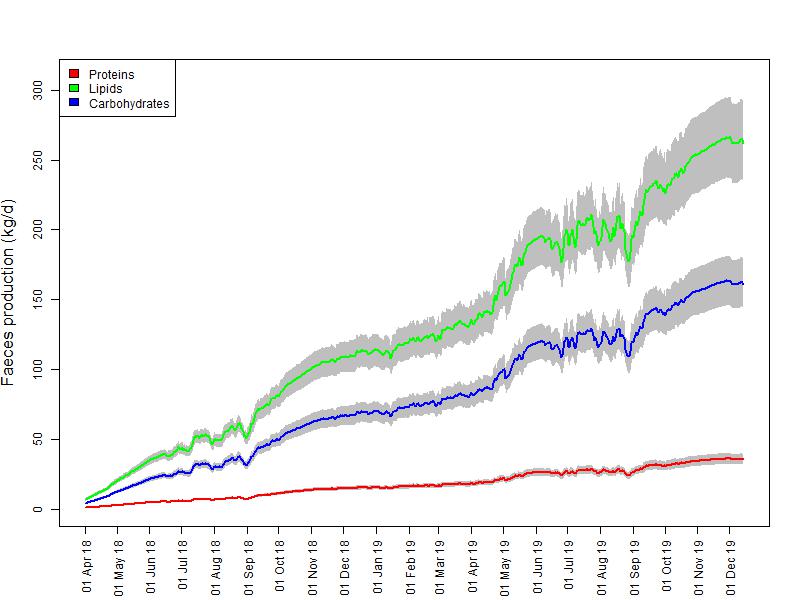 Proteins
Lipids
Carbohydrates
Faeces production (kg/d)
300
250
200
150
100
50
0
01 Apr 18
01 May 18
01 Jun 18
01 Jul 18
01 Aug 18
01 Sep 18
01 Oct 18
01 Nov 18
01 Dec 18
01 Jan 19
01 Feb 19
01 Mar 19
01 Apr 19
01 May 19
01 Jun 19
01 Jul 19
01 Aug 19
01 Sep 19
01 Oct 19
01 Nov 19
01 Dec 19